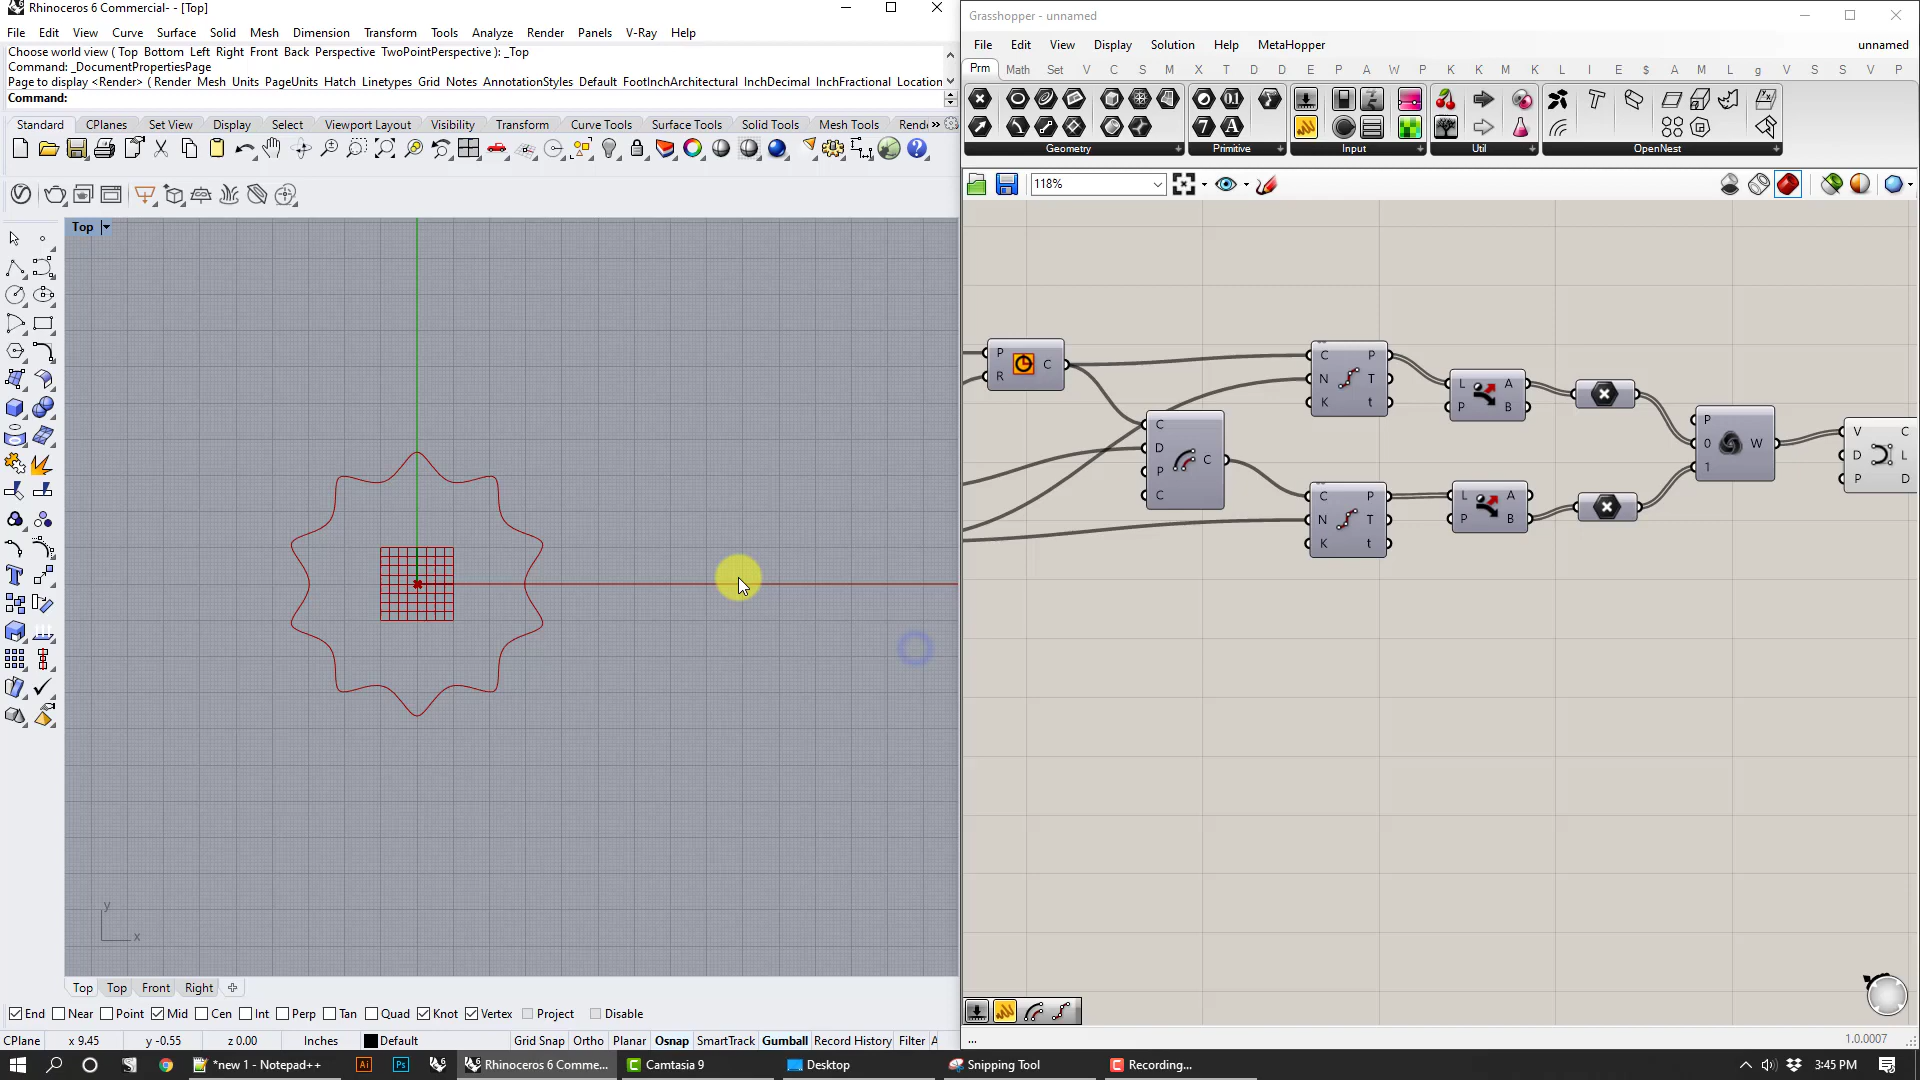 Rhinoceros 6 Commercial- - [Top]
File Edit View Curve Surface Solid Mesh Dimension Transform Tools Analyze Render Panels V-Ray Help
Choose world view ( Top Bottom Left Right Front Back Perspective TwoPointPerspective ): _Top
Command: _DocumentPropertiesPage
Page to display <Render> ( Render Mesh Units PageUnits Hatch Linetypes Grid Notes AnnotationStyles Default FootInchArchitectural InchDecimal InchFractional Location
Command:
Standard CPlanes Set View Display Select Viewport Layout Visibility Transform Curve Tools Surface Tools Solid Tools Mesh Tools Rend »
Top
y
x
Top Top Front Right
End Near Point Mid Cen Int Perp Tan Quad Knot Vertex Project Disable
CPlane x 9.45 y -0.55 z 0.00 Inches Default Grid Snap Ortho Planar Osnap SmartTrack Gumball Record History Filter A
Grasshopper - unnamed
File Edit View Display Solution Help MetaHopper unnamed
Prm Math Set V C S M X T D D E P C A W P K E K K L I E $ A M L g V S S V P
Geometry Primitive Input Util OpenNest
118%
P C
R
C P
N T
K t
L A
P B
C
D C
P
C
P
0 W
1
V C
D L
P D
C P
N T
K t
L A
P B
...
1.0.0007
*new 1 - Notepad++ Rhinoceros 6 Comme... Camtasia 9 Desktop Snipping Tool Recording... 3:45 PM